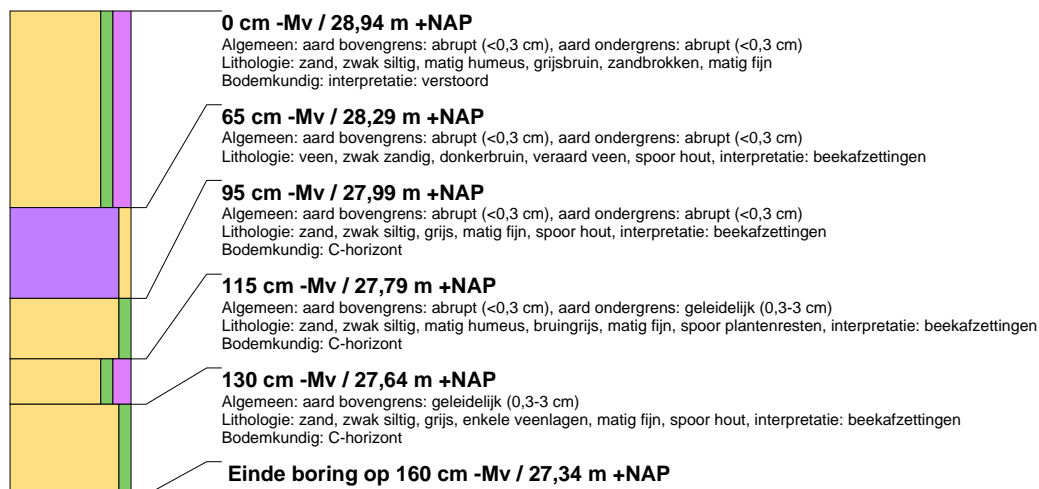 0 cm -Mv / 28,94 m +NAP
Algemeen: aard bovengrens: abrupt (<0,3 cm), aard ondergrens: abrupt (<0,3 cm)
Lithologie: zand, zwak siltig, matig humeus, grijsbruin, zandbrokken, matig fijn
Bodemkundig: interpretatie: verstoord
65 cm -Mv / 28,29 m +NAP
Algemeen: aard bovengrens: abrupt (<0,3 cm), aard ondergrens: abrupt (<0,3 cm)
Lithologie: veen, zwak zandig, donkerbruin, veraard veen, spoor hout, interpretatie: beekafzettingen
95 cm -Mv / 27,99 m +NAP
Algemeen: aard bovengrens: abrupt (<0,3 cm), aard ondergrens: abrupt (<0,3 cm)
Lithologie: zand, zwak siltig, grijs, matig fijn, spoor hout, interpretatie: beekafzettingen
Bodemkundig: C-horizont
115 cm -Mv / 27,79 m +NAP
Algemeen: aard bovengrens: abrupt (<0,3 cm), aard ondergrens: geleidelijk (0,3-3 cm)
Lithologie: zand, zwak siltig, matig humeus, bruingrijs, matig fijn, spoor plantenresten, interpretatie: beekafzettingen
Bodemkundig: C-horizont
130 cm -Mv / 27,64 m +NAP
Algemeen: aard bovengrens: geleidelijk (0,3-3 cm)
Lithologie: zand, zwak siltig, grijs, enkele veenlagen, matig fijn, spoor hout, interpretatie: beekafzettingen
Bodemkundig: C-horizont
Einde boring op 160 cm -Mv / 27,34 m +NAP